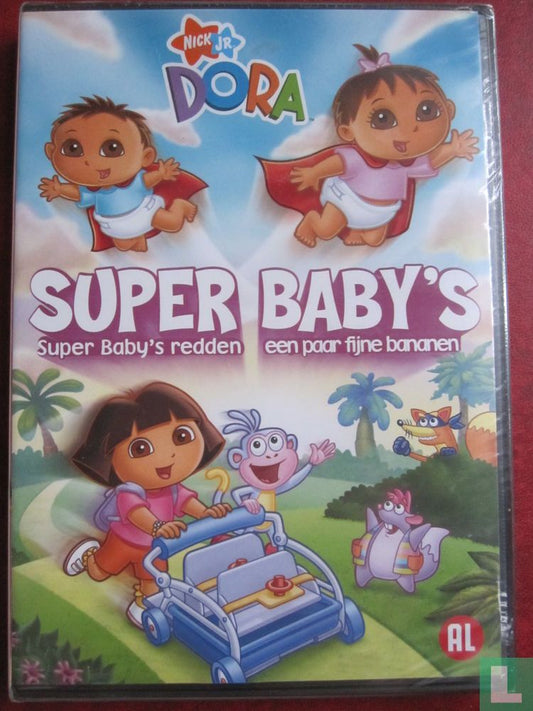 NICK JR
DORA
SUPER BABY'S
Super Baby's redden een paar fijne bananen
AL
L